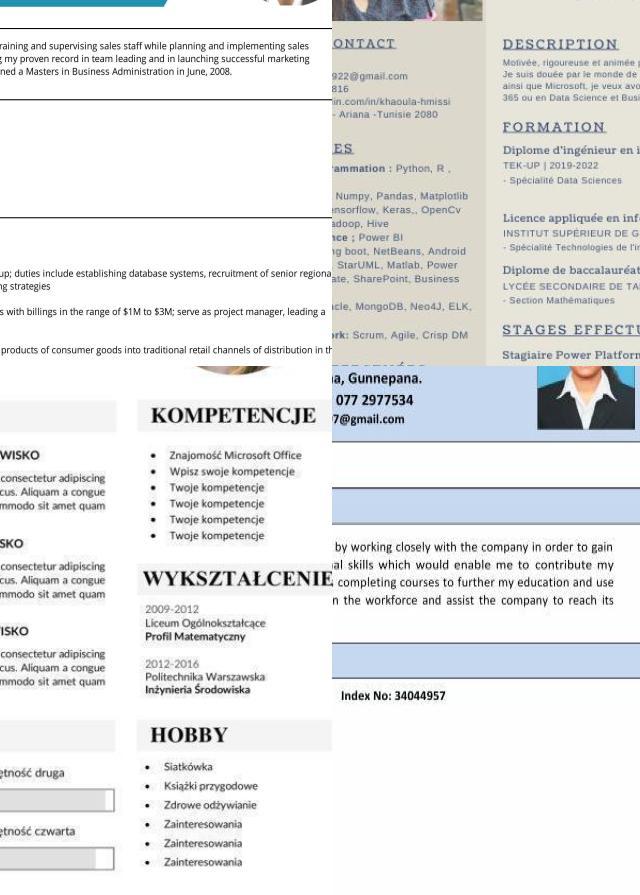 raining and supervising sales staff while planning and implementing sales
g my proven record in team leading and in launching successful marketing
ned a Masters in Business Administration in June, 2008.
up; duties include establishing database systems, recruitment of senior regiona
ng strategies
s with billings in the range of $1M to $3M; serve as project manager, leading a
products of consumer goods into traditional retail channels of distribution in th
ONTACT
922@gmail.com
816
in.com/in/khaoula-hmissi
- Ariana -Tunisie 2080
ES
rammation : Python, R ,
Numpy, Pandas, Matplotlib
ensorflow, Keras,, OpenCv
adoop, Hive
nce ; Power BI
ng boot, NetBeans, Android
StarUML, Matlab, Power
ate, SharePoint, Business
acle, MongoDB, Neo4J, ELK,
ork: Scrum, Agile, Crisp DM
DESCRIPTION
Motivée, rigoureuse et animée p
Je suis douée par le monde de
ainsi que Microsoft, je veux avo
365 ou en Data Science et Busi
FORMATION
Diplome d'ingénieur en i
TEK-UP | 2019-2022
- Spécialité Data Sciences
Licence appliquée en inf
INSTITUT SUPÉRIEUR DE G
- Spécialité Technologies de l'i
Diplome de baccalauréat
LYCÉE SECONDAIRE DE TA
- Section Mathématiques
STAGES EFFECTU
Stagiaire Power Platform
WISKO
consectetur adipiscing
cus. Aliquam a congue
mmodo sit amet quam
SKO
consectetur adipiscing
cus. Aliquam a congue
mmodo sit amet quam
WISKO
consectetur adipiscing
cus. Aliquam a congue
mmodo sit amet quam
ętność druga
ętność czwarta
KOMPETENCJE
• Znajomość Microsoft Office
• Wpisz swoje kompetencje
• Twoje kompetencje
• Twoje kompetencje
• Twoje kompetencje
• Twoje kompetencje
WYKSZTAŁCENIE
2009-2012
Liceum Ogólnokształcące
Profil Matematyczny
2012-2016
Politechnika Warszawska
Inżynieria Środowiska
HOBBY
• Siatkówka
• Książki przygodowe
• Zdrowe odżywianie
• Zainteresowania
• Zainteresowania
• Zainteresowania
a, Gunnepana.
077 2977534
7@gmail.com
by working closely with the company in order to gain
al skills which would enable me to contribute my
completing courses to further my education and use
n the workforce and assist the company to reach its
Index No: 34044957